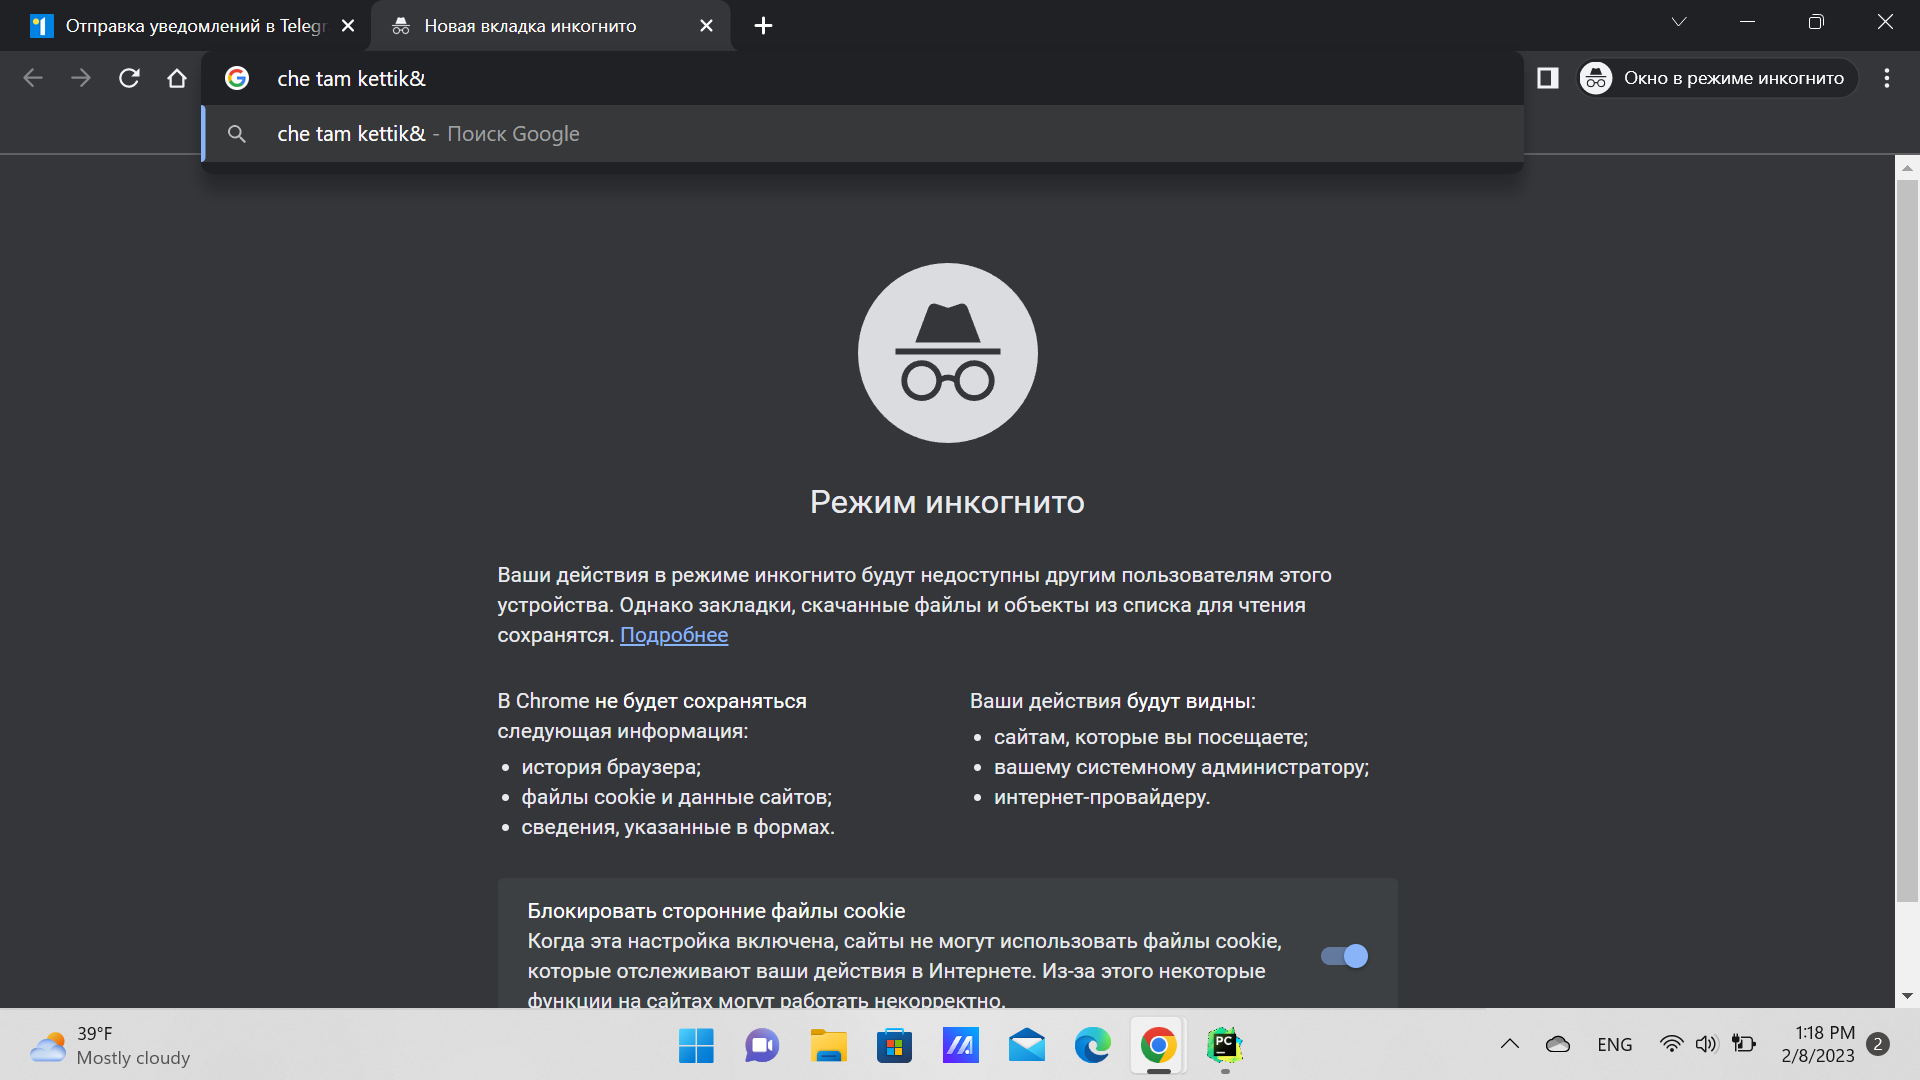 Отправка уведомлений в Telegr
Новая вкладка инкогнито
che tam kettik&
Окно в режиме инкогнито
che tam kettik& - Поиск Google
Режим инкогнито
Ваши действия в режиме инкогнито будут недоступны другим пользователям этого
устройства. Однако закладки, скачанные файлы и объекты из списка для чтения
сохранятся. Подробнее
В Chrome не будет сохраняться
следующая информация:
история браузера;
файлы cookie и данные сайтов;
сведения, указанные в формах.
Ваши действия будут видны:
сайтам, которые вы посещаете;
вашему системному администратору;
интернет-провайдеру.
Блокировать сторонние файлы cookie
Когда эта настройка включена, сайты не могут использовать файлы cookie,
которые отслеживают ваши действия в Интернете. Из-за этого некоторые
функции на сайтах могут работать некорректно.
39°F
Mostly cloudy
PC
ENG
1:18 PM
2/8/2023
2